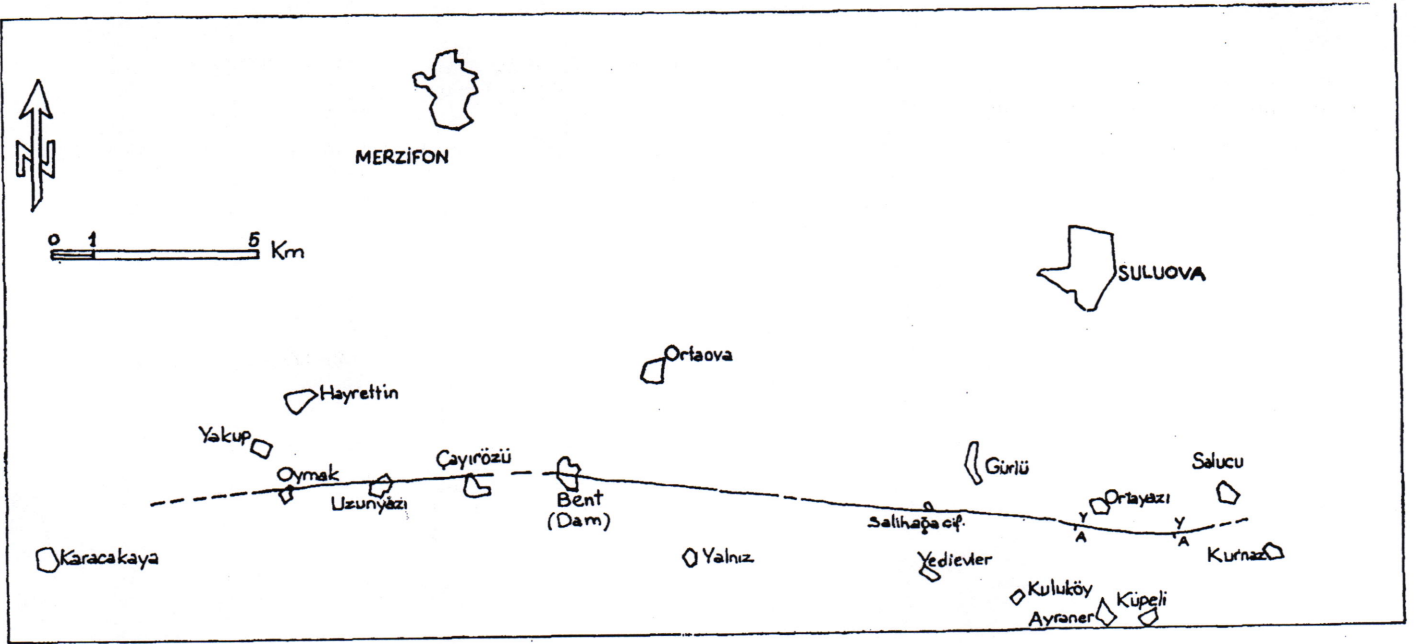 MERZİFON
N
0 1 5 Km
SULUOVA
Ortaova
Hayrettin
Yakup
Oymak
Uzunyazı
Çayırözü
Bent
(Dam)
Gürlü
Salucu
Salihağa çif.
Ortayazı
Y
A
Y
A
Karacakaya
Yalnız
Yedievler
Kurnaz
Kuluköy
Ayraner
Küpeli